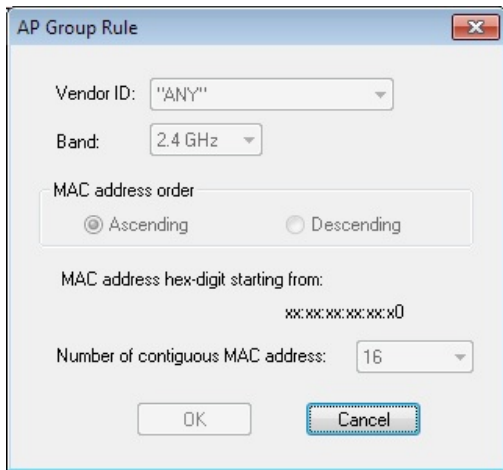 AP Group Rule
Vendor ID: "ANY"
Band: 2.4 GHz
MAC address order
Ascending Descending
MAC address hex-digit starting from:
xx:xx:xx:xx:xx:x0
Number of contiguous MAC address: 16
OK Cancel